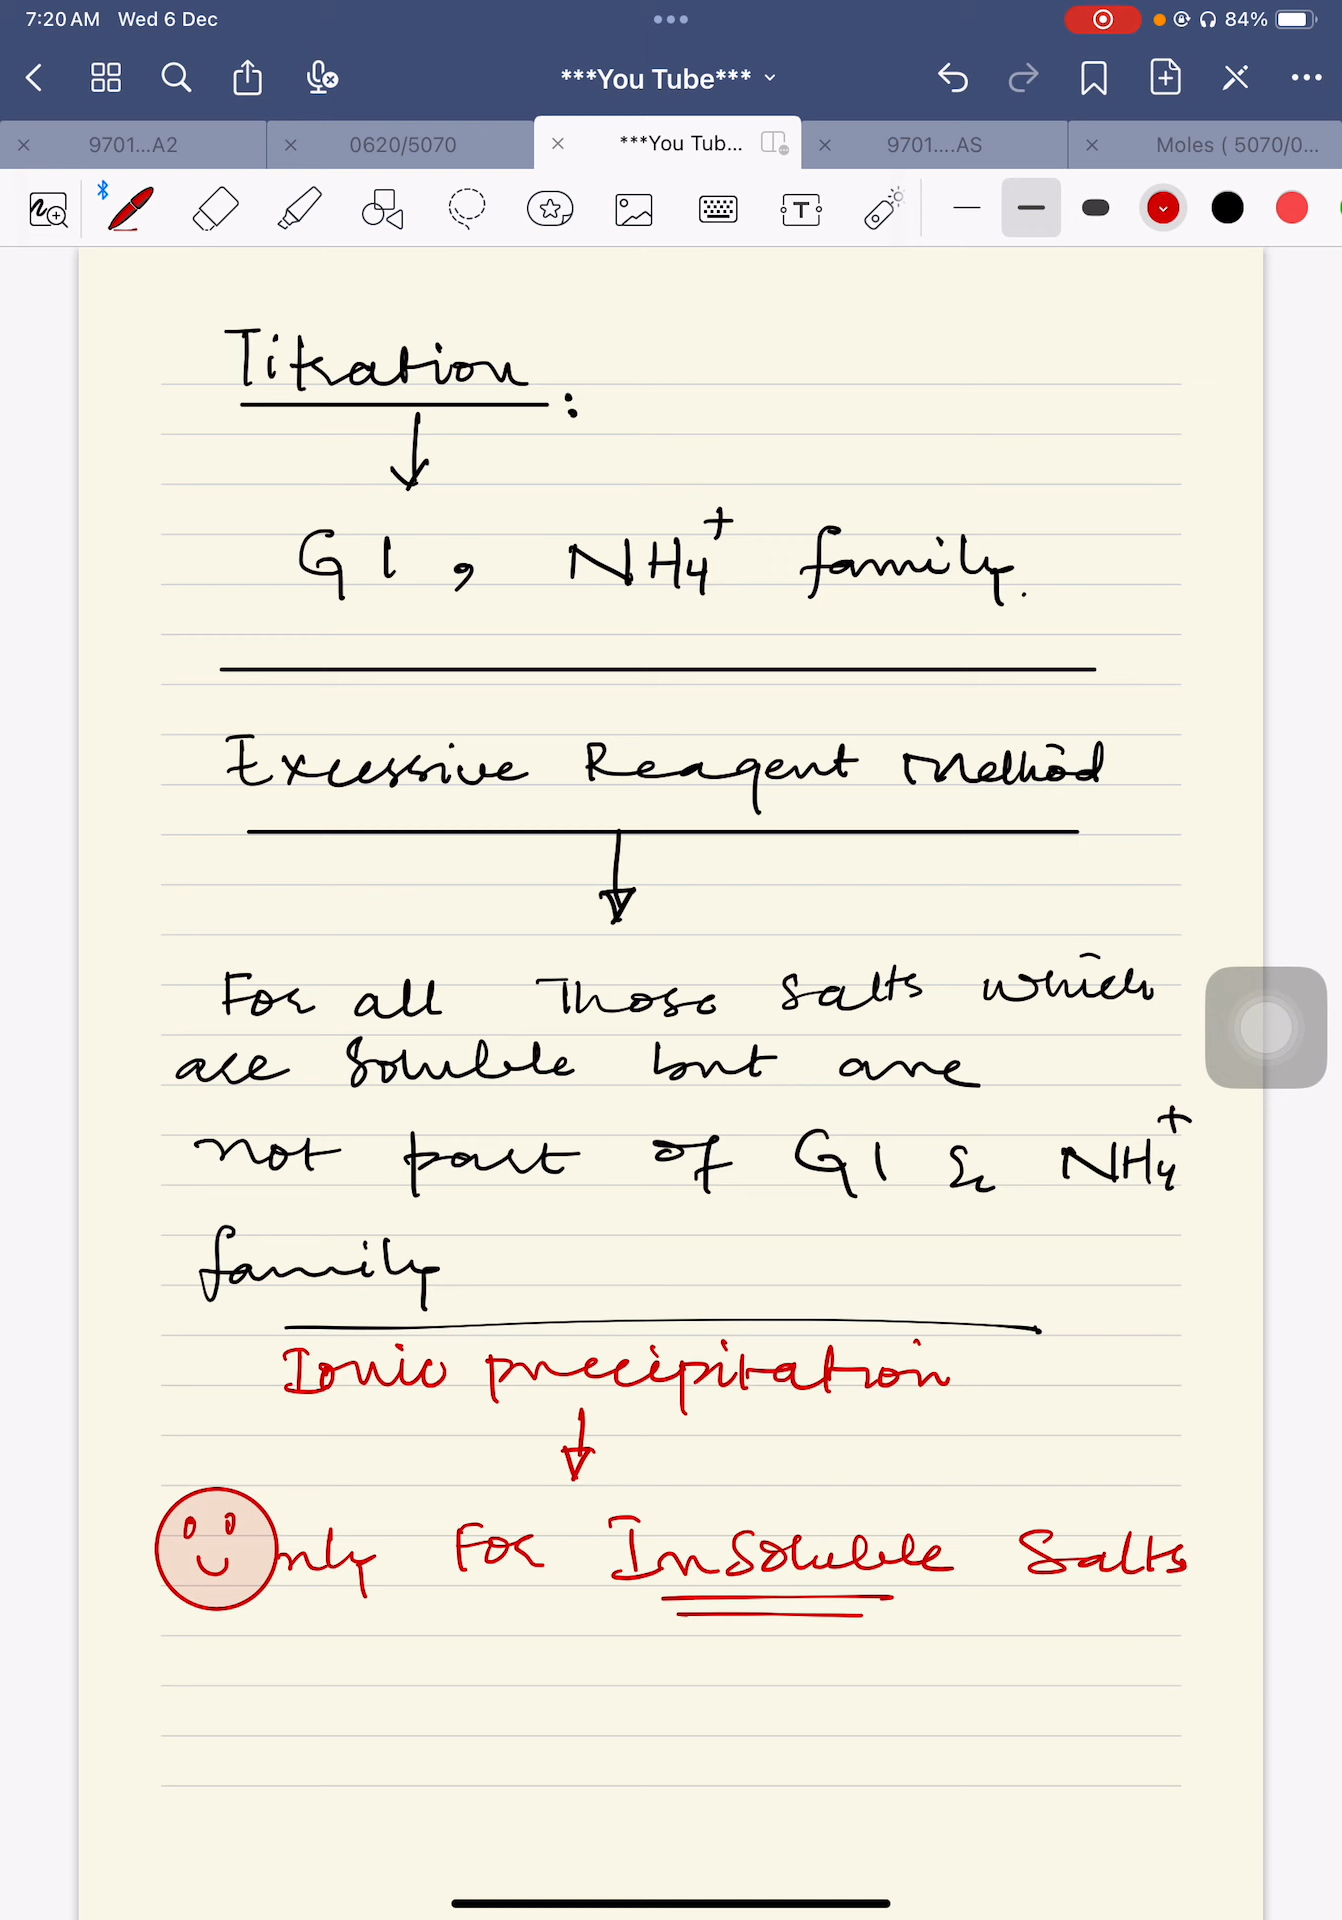 7:20 AM Wed 6 Dec
84%
***You Tube***
9701...A2
0620/5070
***You Tub...
9701....AS
Moles ( 5070/0...
T
Titration :
G1 , NH4+ family.
Excessive Reagent Method
For all Those Salts which
are Soluble but are
not part of G1 & NH4+
family
Ionic precipitation
Only For InSoluble Salts